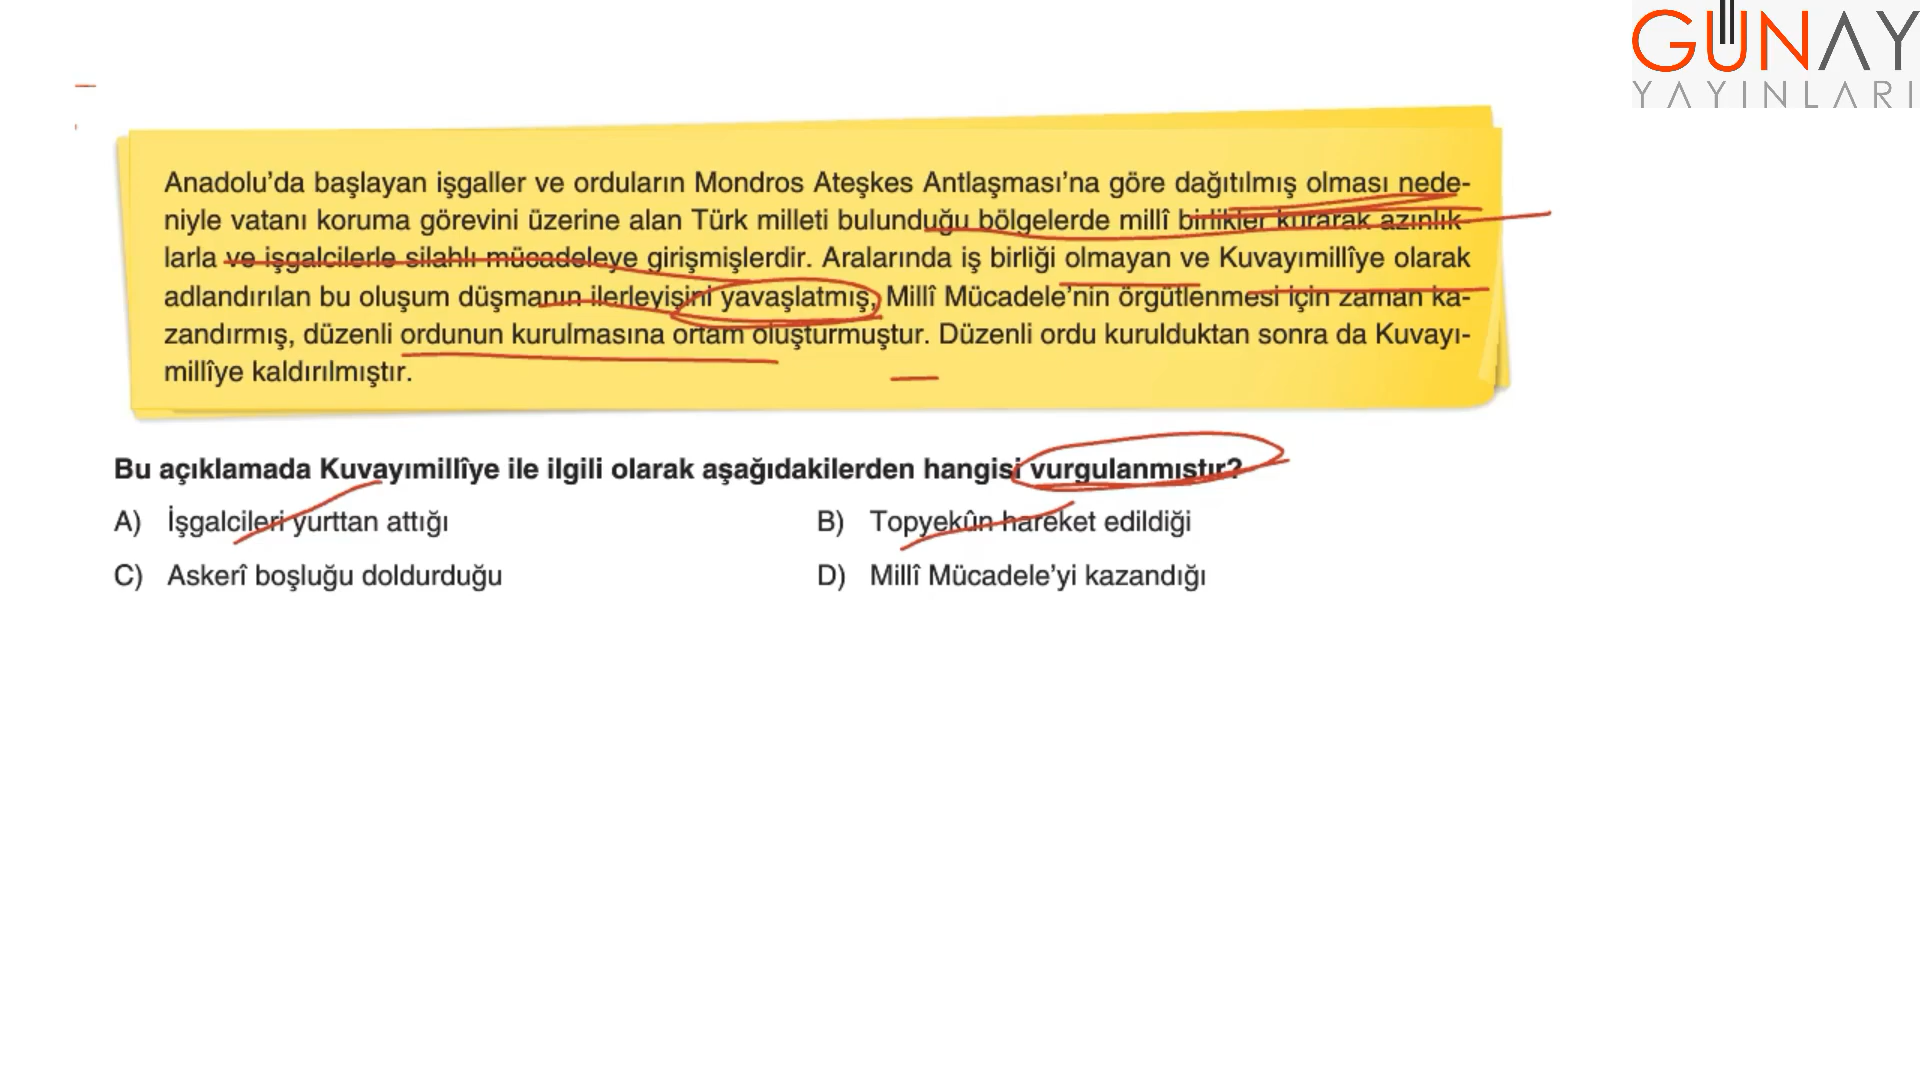 GÜNAY
YAYINLARI
Anadolu’da başlayan işgaller ve orduların Mondros Ateşkes Antlaşması’na göre dağıtılmış olması nede-
niyle vatanı koruma görevini üzerine alan Türk milleti bulunduğu bölgelerde millî birlikler kurarak azınlık-
larla ve işgalcilerle silahlı mücadeleye girişmişlerdir. Aralarında iş birliği olmayan ve Kuvayımillîye olarak
adlandırılan bu oluşum düşmanın ilerleyişini yavaşlatmış, Millî Mücadele’nin örgütlenmesi için zaman ka-
zandırmış, düzenli ordunun kurulmasına ortam oluşturmuştur. Düzenli ordu kurulduktan sonra da Kuvayı-
millîye kaldırılmıştır.
Bu açıklamada Kuvayımillîye ile ilgili olarak aşağıdakilerden hangisi vurgulanmıştır?
A) İşgalcileri yurttan attığı
B) Topyekûn hareket edildiği
C) Askerî boşluğu doldurduğu
D) Millî Mücadele’yi kazandığı